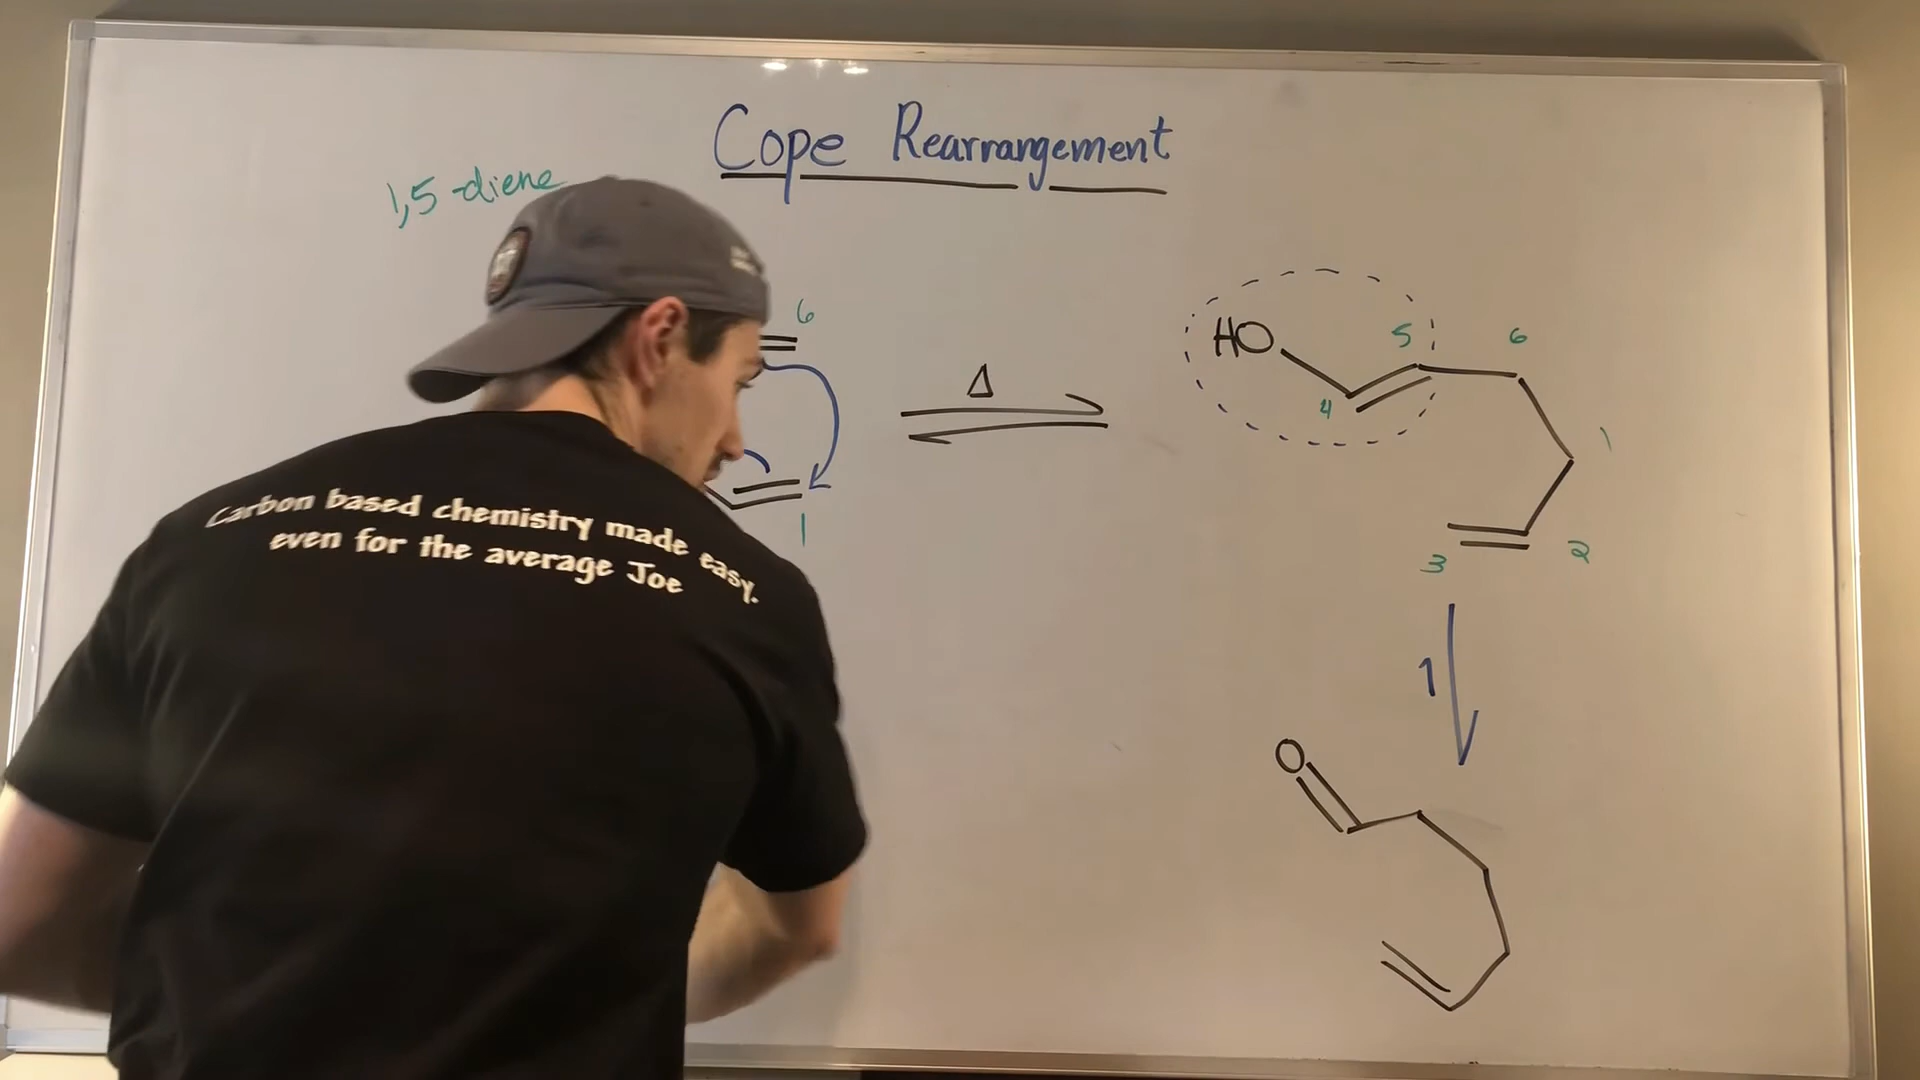 Cope Rearrangement
1,5-diene
6
1
Δ
HO
5
6
4
1
3
2
1
O
Carbon based chemistry made easy.
even for the average Joe